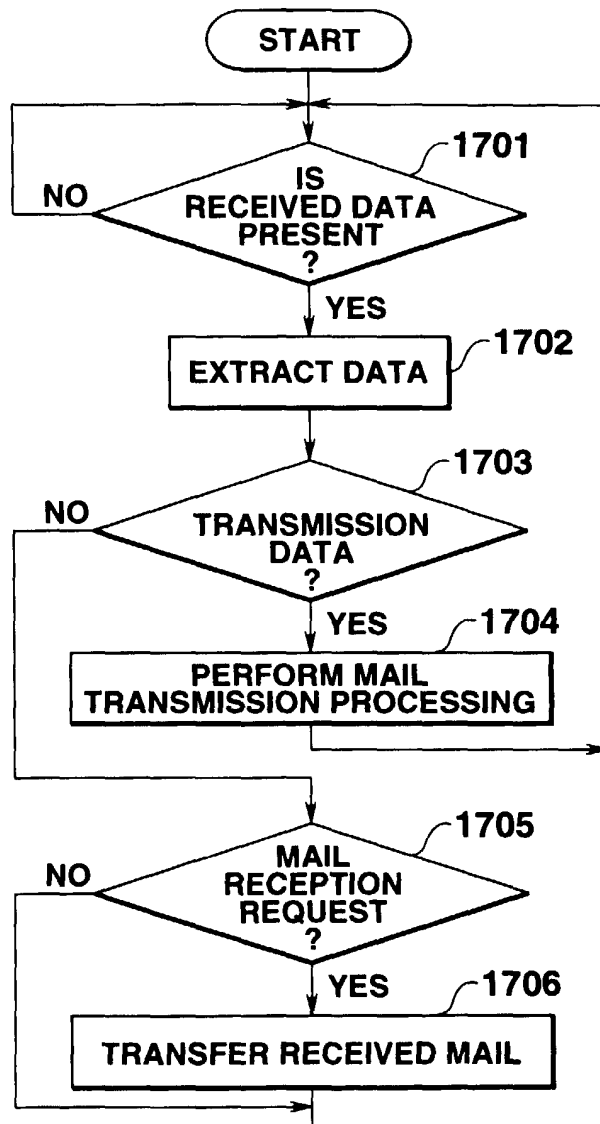 START
1701
IS
RECEIVED DATA
PRESENT
?
NO
YES
1702
EXTRACT DATA
1703
NO
TRANSMISSION
DATA
?
YES
1704
PERFORM MAIL
TRANSMISSION PROCESSING
1705
NO
MAIL
RECEPTION
REQUEST
?
YES
1706
TRANSFER RECEIVED MAIL